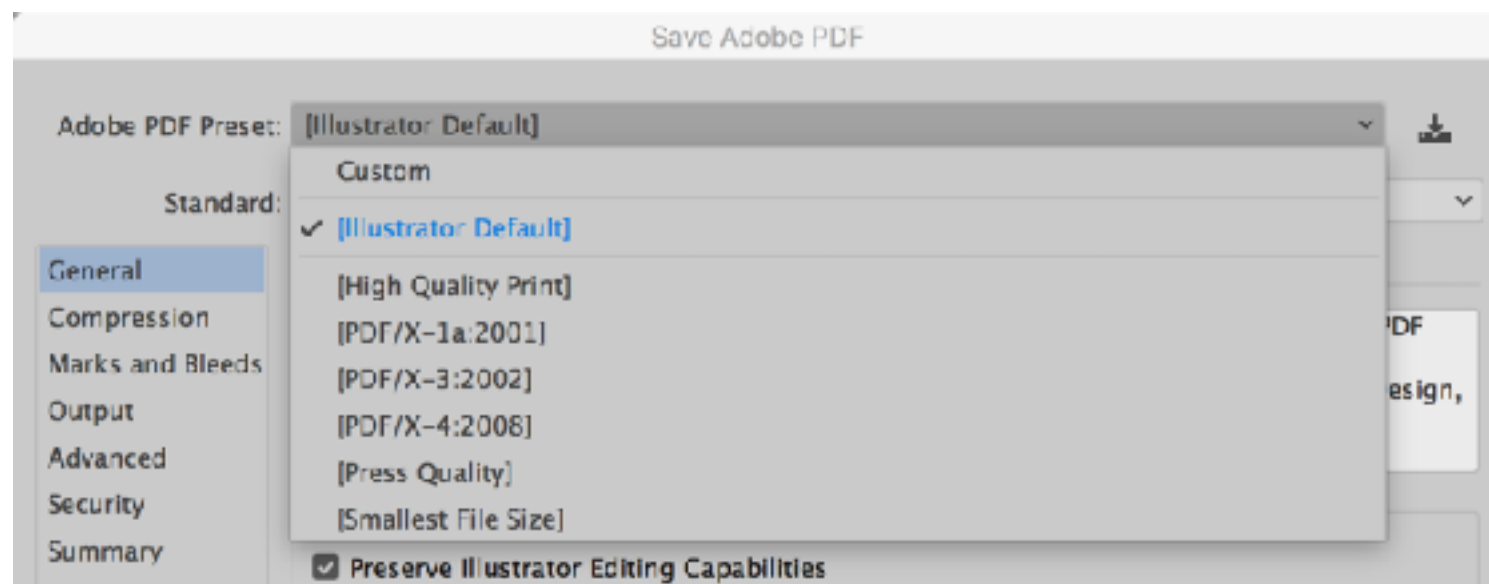 Save Adobe PDF
Adobe PDF Preset: [Illustrator Default]
Custom
Standard:
[Illustrator Default]
General
[High Quality Print]
Compression
[PDF/X-1a:2001]
PDF
Marks and Bleeds
[PDF/X-3:2002]
esign,
Output
[PDF/X-4:2008]
Advanced
[Press Quality]
Security
[Smallest File Size]
Summary
Preserve Illustrator Editing Capabilities